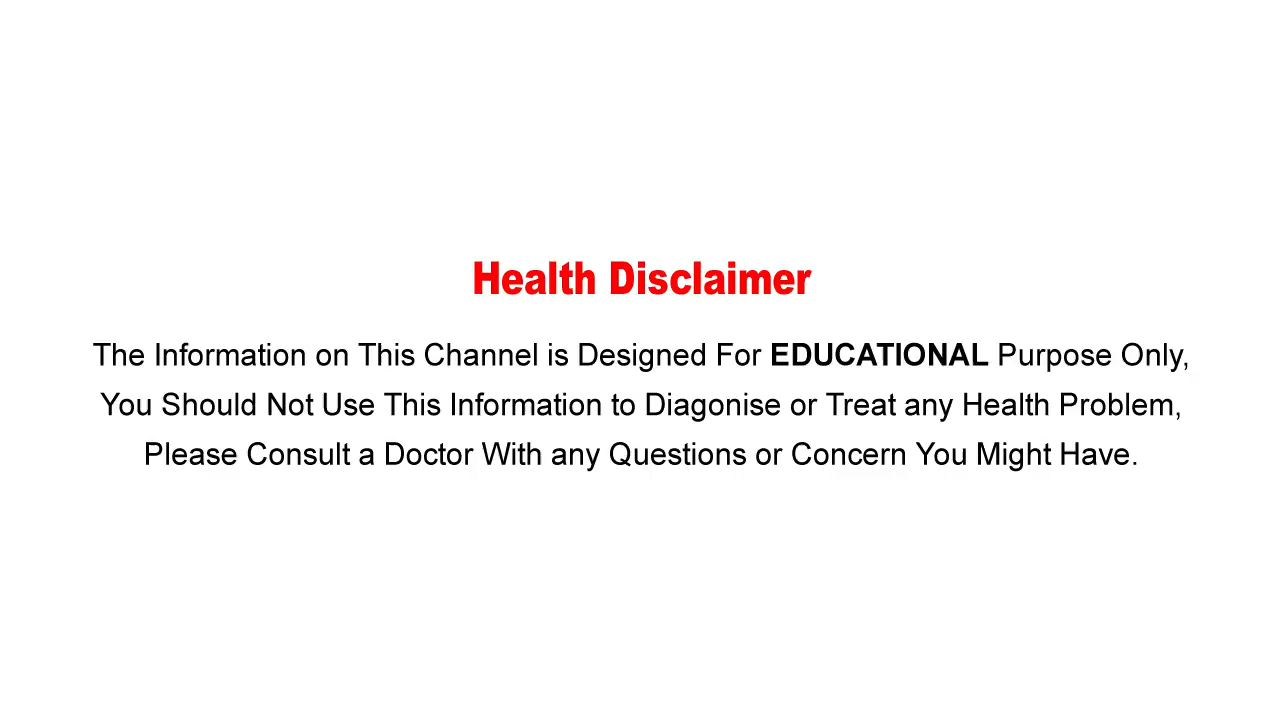 Health Disclaimer
The Information on This Channel is Designed For EDUCATIONAL Purpose Only,
You Should Not Use This Information to Diagonise or Treat any Health Problem,
Please Consult a Doctor With any Questions or Concern You Might Have.